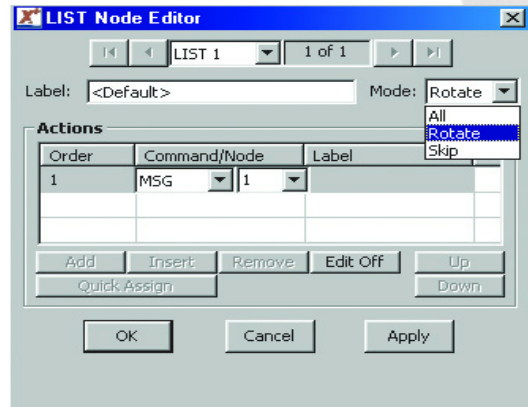 LIST Node Editor
LIST 1 1 of 1
Label: <Default> Mode: Rotate
All
Rotate
Skip
Actions
Order Command/Node Label
1 MSG 1
Add Insert Remove Edit Off Up
Quick Assign Down
OK Cancel Apply